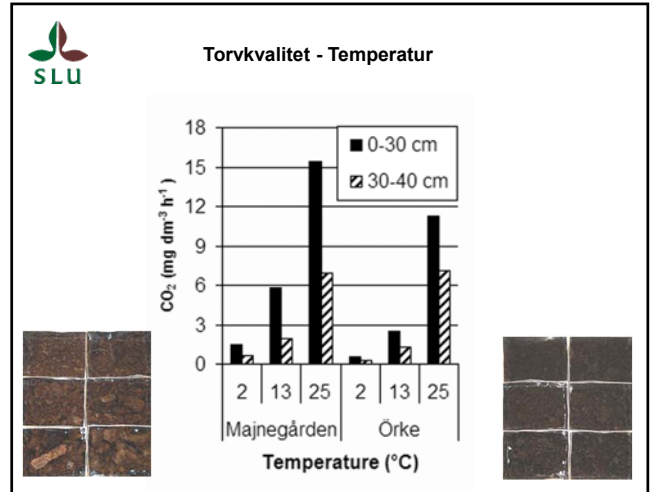 SLU
Torvkvalitet - Temperatur
CO₂ (mg dm⁻³ h⁻¹)
18
15
12
9
6
3
0
0-30 cm
30-40 cm
2 13 25 2 13 25
Majnegården Örke
Temperature (°C)